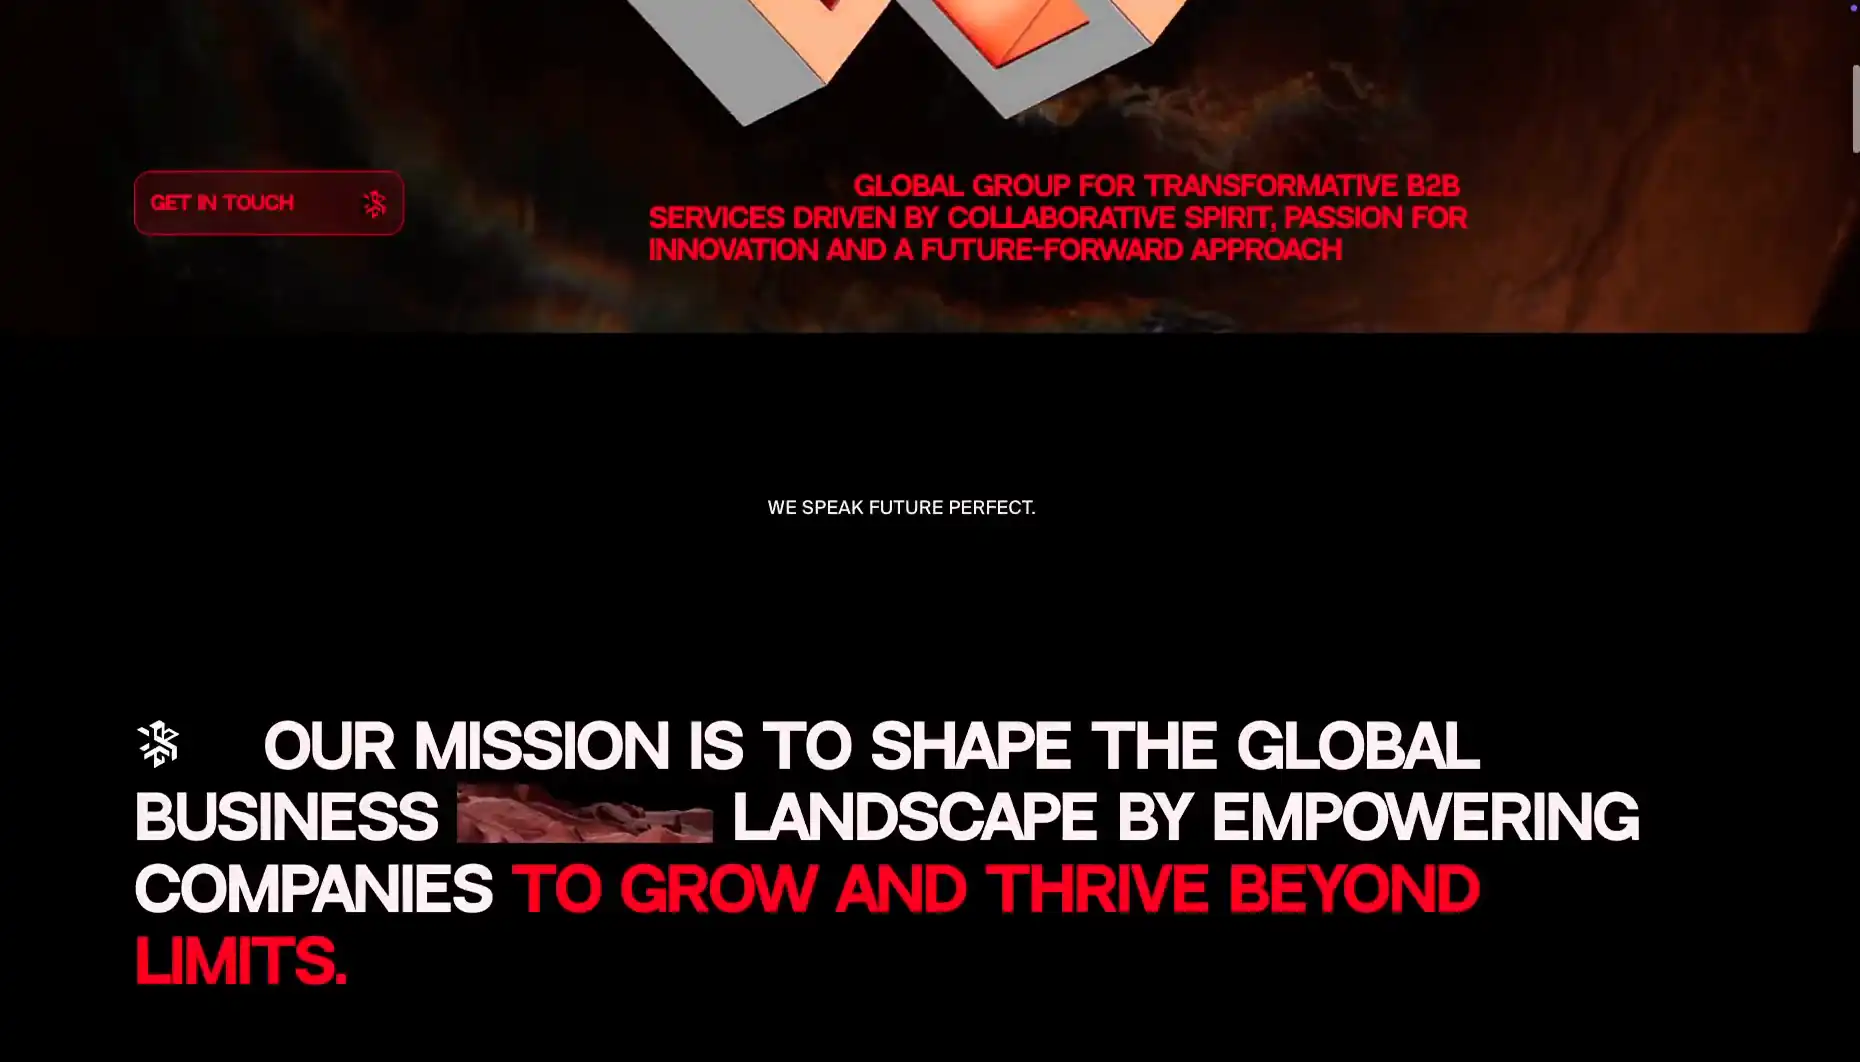 GET IN TOUCH
GLOBAL GROUP FOR TRANSFORMATIVE B2B
SERVICES DRIVEN BY COLLABORATIVE SPIRIT, PASSION FOR
INNOVATION AND A FUTURE-FORWARD APPROACH
WE SPEAK FUTURE PERFECT.
OUR MISSION IS TO SHAPE THE GLOBAL
BUSINESS LANDSCAPE BY EMPOWERING
COMPANIES TO GROW AND THRIVE BEYOND
LIMITS.